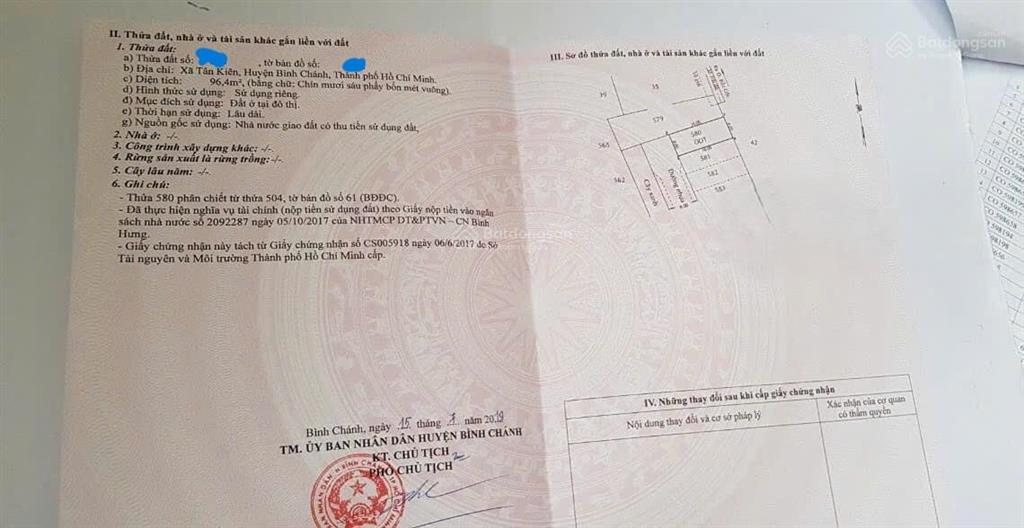 II. Thửa đất, nhà ở và tài sản khác gắn liền với đất
1. Thửa đất:
a) Thửa đất số: , tờ bản đồ số:
b) Địa chỉ: Xã Tân Kiên, Huyện Bình Chánh, Thành phố Hồ Chí Minh.
c) Diện tích: 96,4m², (bằng chữ: Chín mươi sáu phẩy bốn mét vuông).
d) Hình thức sử dụng: Sử dụng riêng.
đ) Mục đích sử dụng: Đất ở tại đô thị.
e) Thời hạn sử dụng: Lâu dài.
g) Nguồn gốc sử dụng: Nhà nước giao đất có thu tiền sử dụng đất.
2. Nhà ở: -/-
3. Công trình xây dựng khác: -/-
4. Rừng sản xuất là rừng trồng: -/-
5. Cây lâu năm: -/-
6. Ghi chú:
- Thửa 580 phân chiết từ thửa 504, tờ bản đồ số 61 (BĐĐC).
- Đã thực hiện nghĩa vụ tài chính (nộp tiền sử dụng đất) theo Giấy nộp tiền vào ngân
sách nhà nước số 2092287 ngày 05/10/2017 của NHTMCP DT&PTVN - CN Bình
Hưng.
- Giấy chứng nhận này tách từ Giấy chứng nhận số CS005918 ngày 06/6/2017 do Sở
Tài nguyên và Môi trường Thành phố Hồ Chí Minh cấp.
Bình Chánh, ngày 15 tháng 3 năm 2019
TM. ỦY BAN NHÂN DÂN HUYỆN BÌNH CHÁNH
KT. CHỦ TỊCH
PHÓ CHỦ TỊCH
Batdongsan
III. Sơ đồ thửa đất, nhà ở và tài sản khác gắn liền với đất
39
35
579
565
580
ODT
42
581
562
582
583
Cây xanh
Đường nhựa
IV. Những thay đổi sau khi cấp giấy chứng nhận
Nội dung thay đổi và cơ sở pháp lý
Xác nhận của cơ quan
có thẩm quyền
Batdongsan